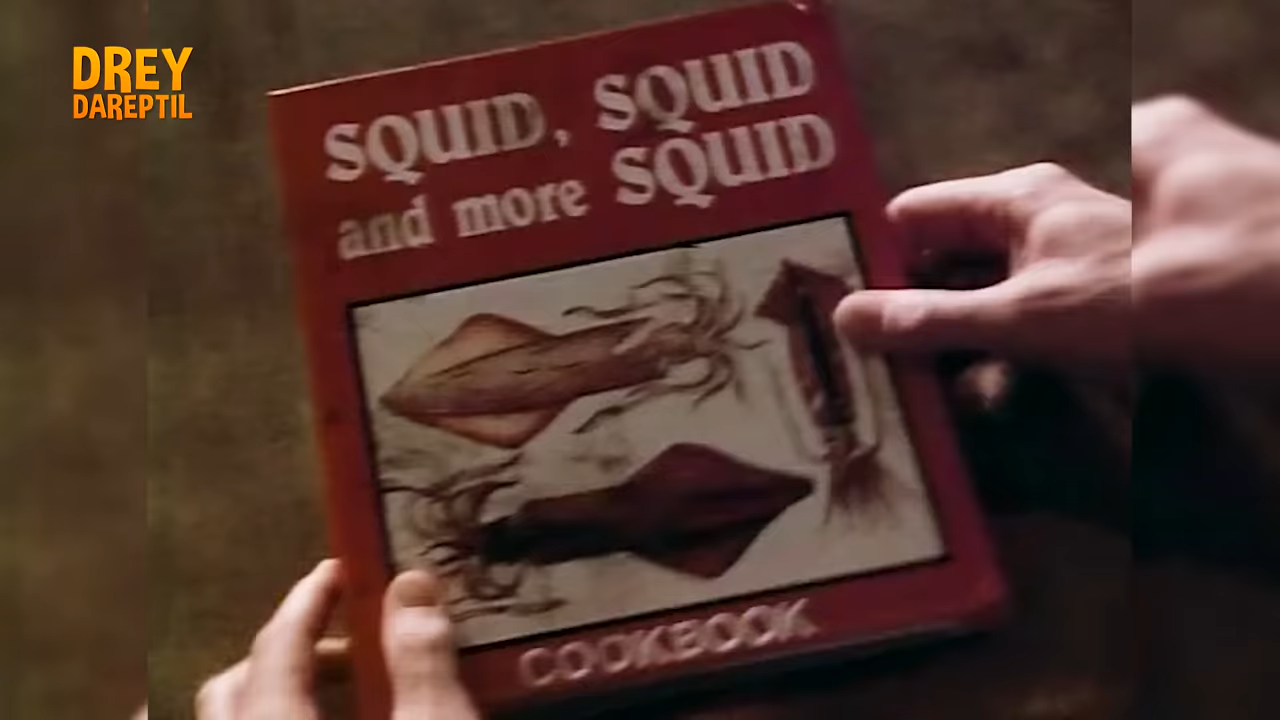 DREY
DAREPTIL
SQUID, SQUID
and more SQUID
COOKBOOK